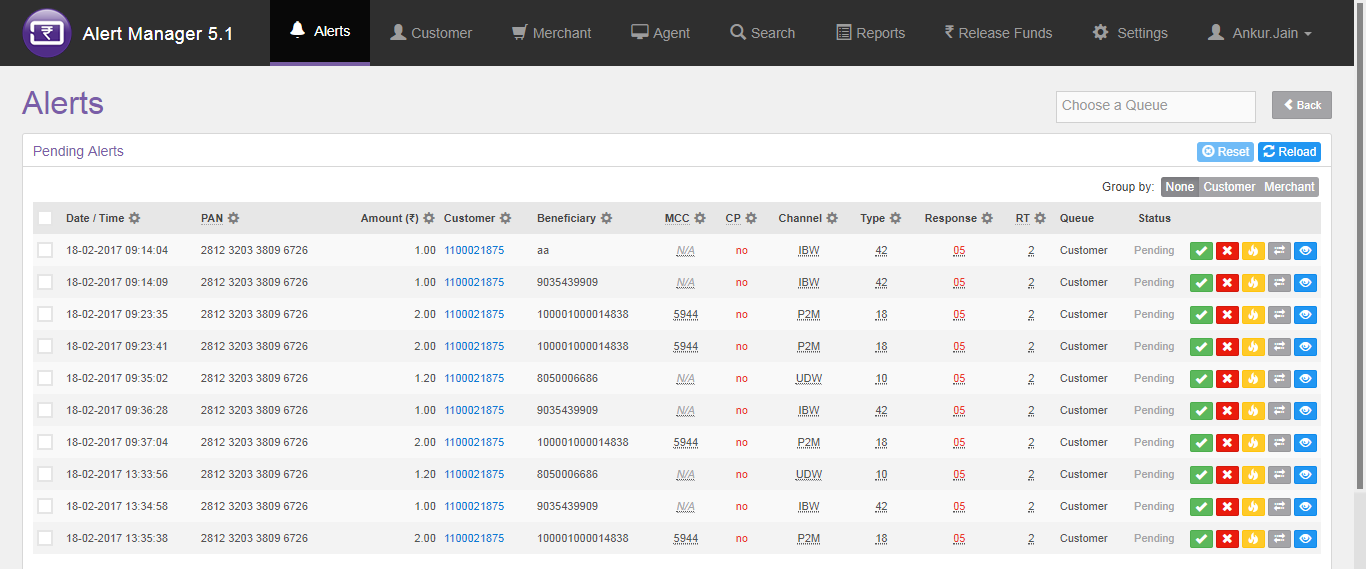 Alert Manager 5.1 Alerts Customer Merchant Agent Search Reports ₹ Release Funds Settings Ankur.Jain
Alerts Choose a Queue Back
Pending Alerts Reset Reload
Group by: None Customer Merchant
Date / Time PAN Amount (₹) Customer Beneficiary MCC CP Channel Type Response RT Queue Status
18-02-2017 09:14:04 2812 3203 3809 6726 1.00 1100021875 aa N/A no IBW 42 05 2 Customer Pending
18-02-2017 09:14:09 2812 3203 3809 6726 1.00 1100021875 9035439909 N/A no IBW 42 05 2 Customer Pending
18-02-2017 09:23:35 2812 3203 3809 6726 2.00 1100021875 100001000014838 5944 no P2M 18 05 2 Customer Pending
18-02-2017 09:23:41 2812 3203 3809 6726 2.00 1100021875 100001000014838 5944 no P2M 18 05 2 Customer Pending
18-02-2017 09:35:02 2812 3203 3809 6726 1.20 1100021875 8050006686 N/A no UDW 10 05 2 Customer Pending
18-02-2017 09:36:28 2812 3203 3809 6726 1.00 1100021875 9035439909 N/A no IBW 42 05 2 Customer Pending
18-02-2017 09:37:04 2812 3203 3809 6726 2.00 1100021875 100001000014838 5944 no P2M 18 05 2 Customer Pending
18-02-2017 13:33:56 2812 3203 3809 6726 1.20 1100021875 8050006686 N/A no UDW 10 05 2 Customer Pending
18-02-2017 13:34:58 2812 3203 3809 6726 1.00 1100021875 9035439909 N/A no IBW 42 05 2 Customer Pending
18-02-2017 13:35:38 2812 3203 3809 6726 2.00 1100021875 100001000014838 5944 no P2M 18 05 2 Customer Pending